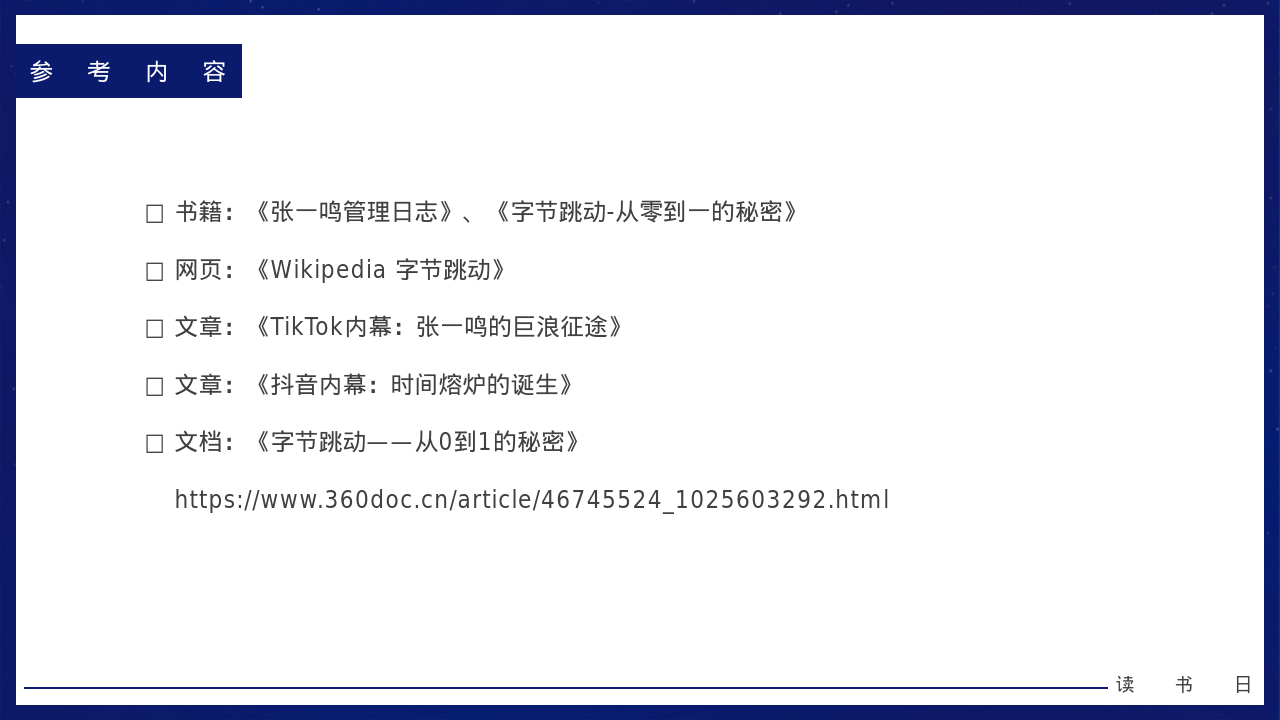 参 考 内 容
□ 书籍：《张一鸣管理日志》、《字节跳动-从零到一的秘密》
□ 网页：《Wikipedia 字节跳动》
□ 文章：《TikTok内幕：张一鸣的巨浪征途》
□ 文章：《抖音内幕：时间熔炉的诞生》
□ 文档：《字节跳动——从0到1的秘密》
https://www.360doc.cn/article/46745524_1025603292.html
读 书 日